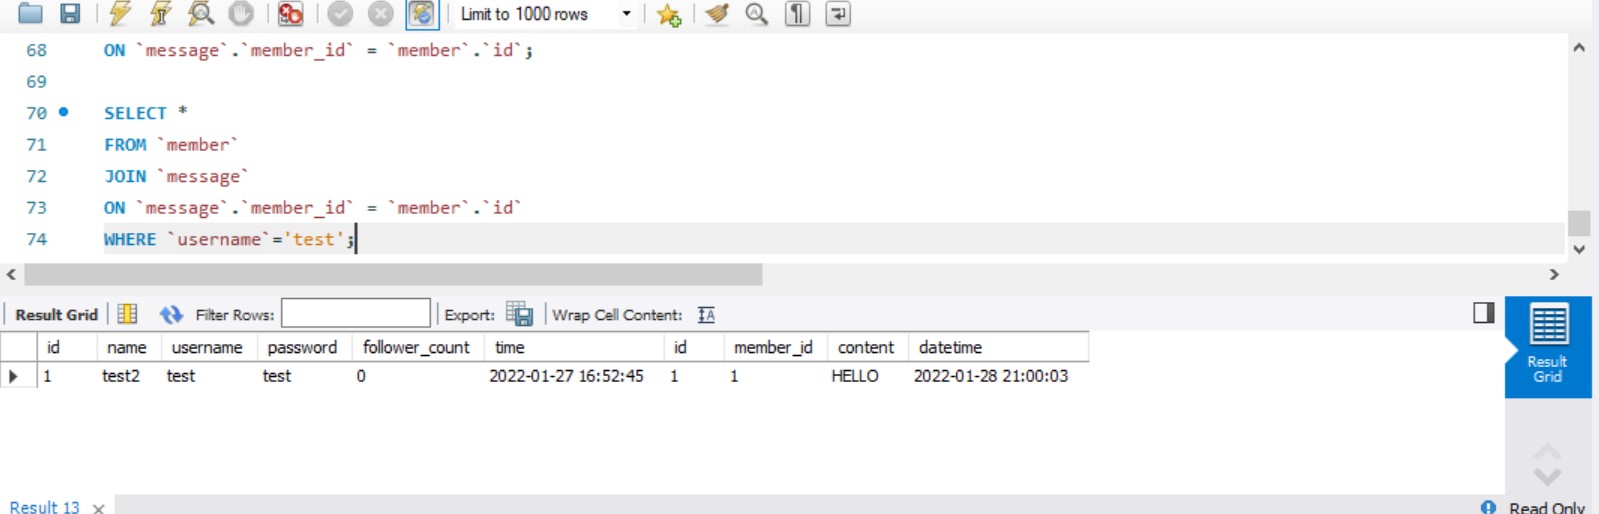 Limit to 1000 rows
68 ON `message`.`member_id` = `member`.`id`;
69
70 SELECT *
71 FROM `member`
72 JOIN `message`
73 ON `message`.`member_id` = `member`.`id`
74 WHERE `username`='test';
Result Grid Filter Rows: Export: Wrap Cell Content:
id name username password follower_count time id member_id content datetime
1 test2 test test 0 2022-01-27 16:52:45 1 1 HELLO 2022-01-28 21:00:03
Result
Grid
Result 13 Read Only